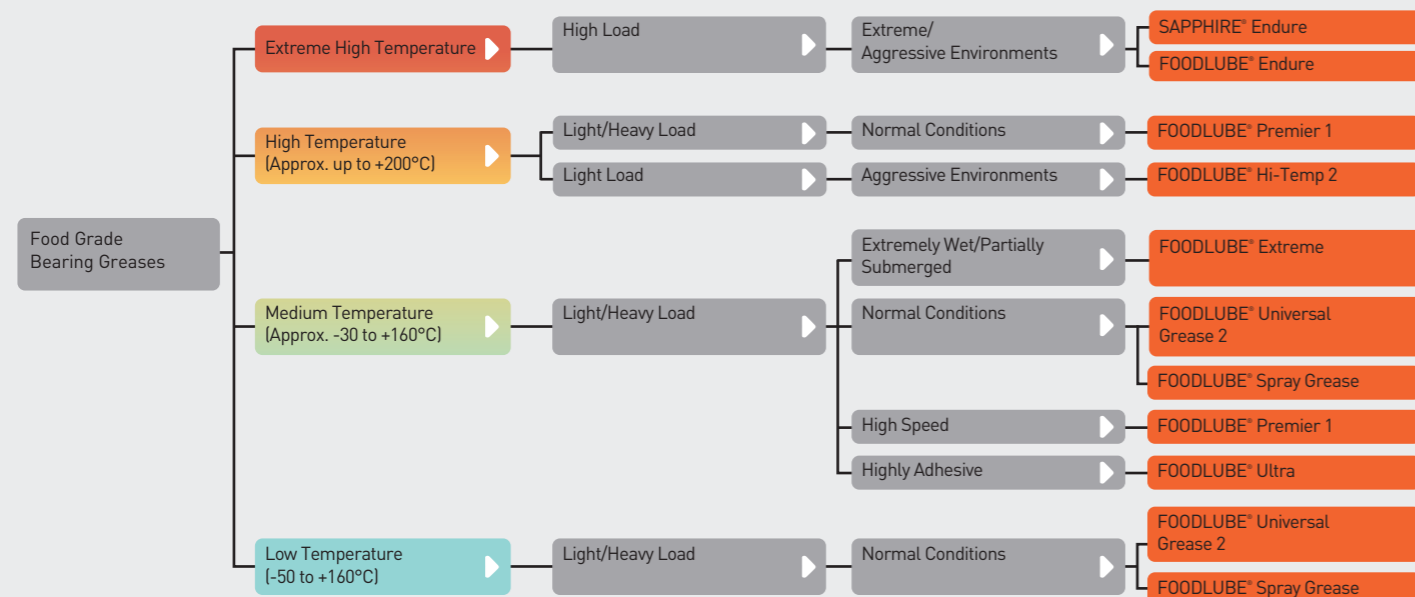 Food Grade
Bearing Greases
Extreme High Temperature
High Load
Extreme/
Aggressive Environments
SAPPHIRE® Endure
FOODLUBE® Endure
High Temperature
(Approx. up to +200°C)
Light/Heavy Load
Normal Conditions
FOODLUBE® Premier 1
Light Load
Aggressive Environments
FOODLUBE® Hi-Temp 2
Medium Temperature
(Approx. -30 to +160°C)
Light/Heavy Load
Extremely Wet/Partially
Submerged
FOODLUBE® Extreme
Normal Conditions
FOODLUBE® Universal
Grease 2
FOODLUBE® Spray Grease
High Speed
FOODLUBE® Premier 1
Highly Adhesive
FOODLUBE® Ultra
Low Temperature
(-50 to +160°C)
Light/Heavy Load
Normal Conditions
FOODLUBE® Universal
Grease 2
FOODLUBE® Spray Grease